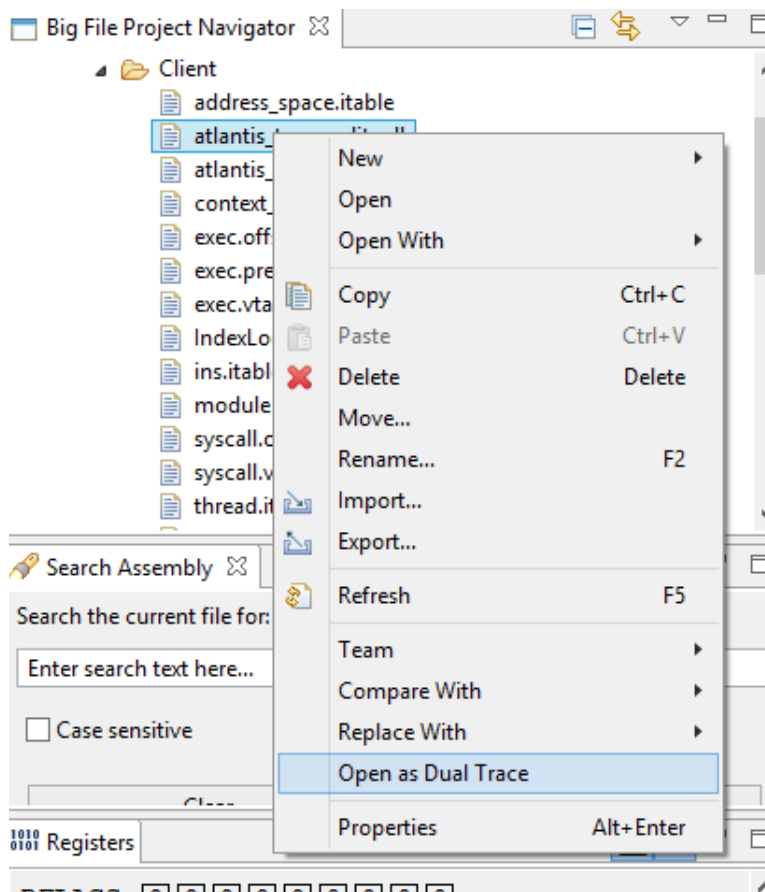 Big File Project Navigator
Client
address_space.itable
atlantis_
atlantis_
context_
exec.off
exec.pre
exec.vta
IndexLo
ins.itabl
module
syscall.
syscall.v
thread.it
New
Open
Open With
Copy Ctrl+C
Paste Ctrl+V
Delete Delete
Move...
Rename... F2
Import...
Export...
Refresh F5
Team
Compare With
Replace With
Open as Dual Trace
Properties Alt+Enter
Search Assembly
Search the current file for:
Enter search text here...
Case sensitive
1010
0101 Registers